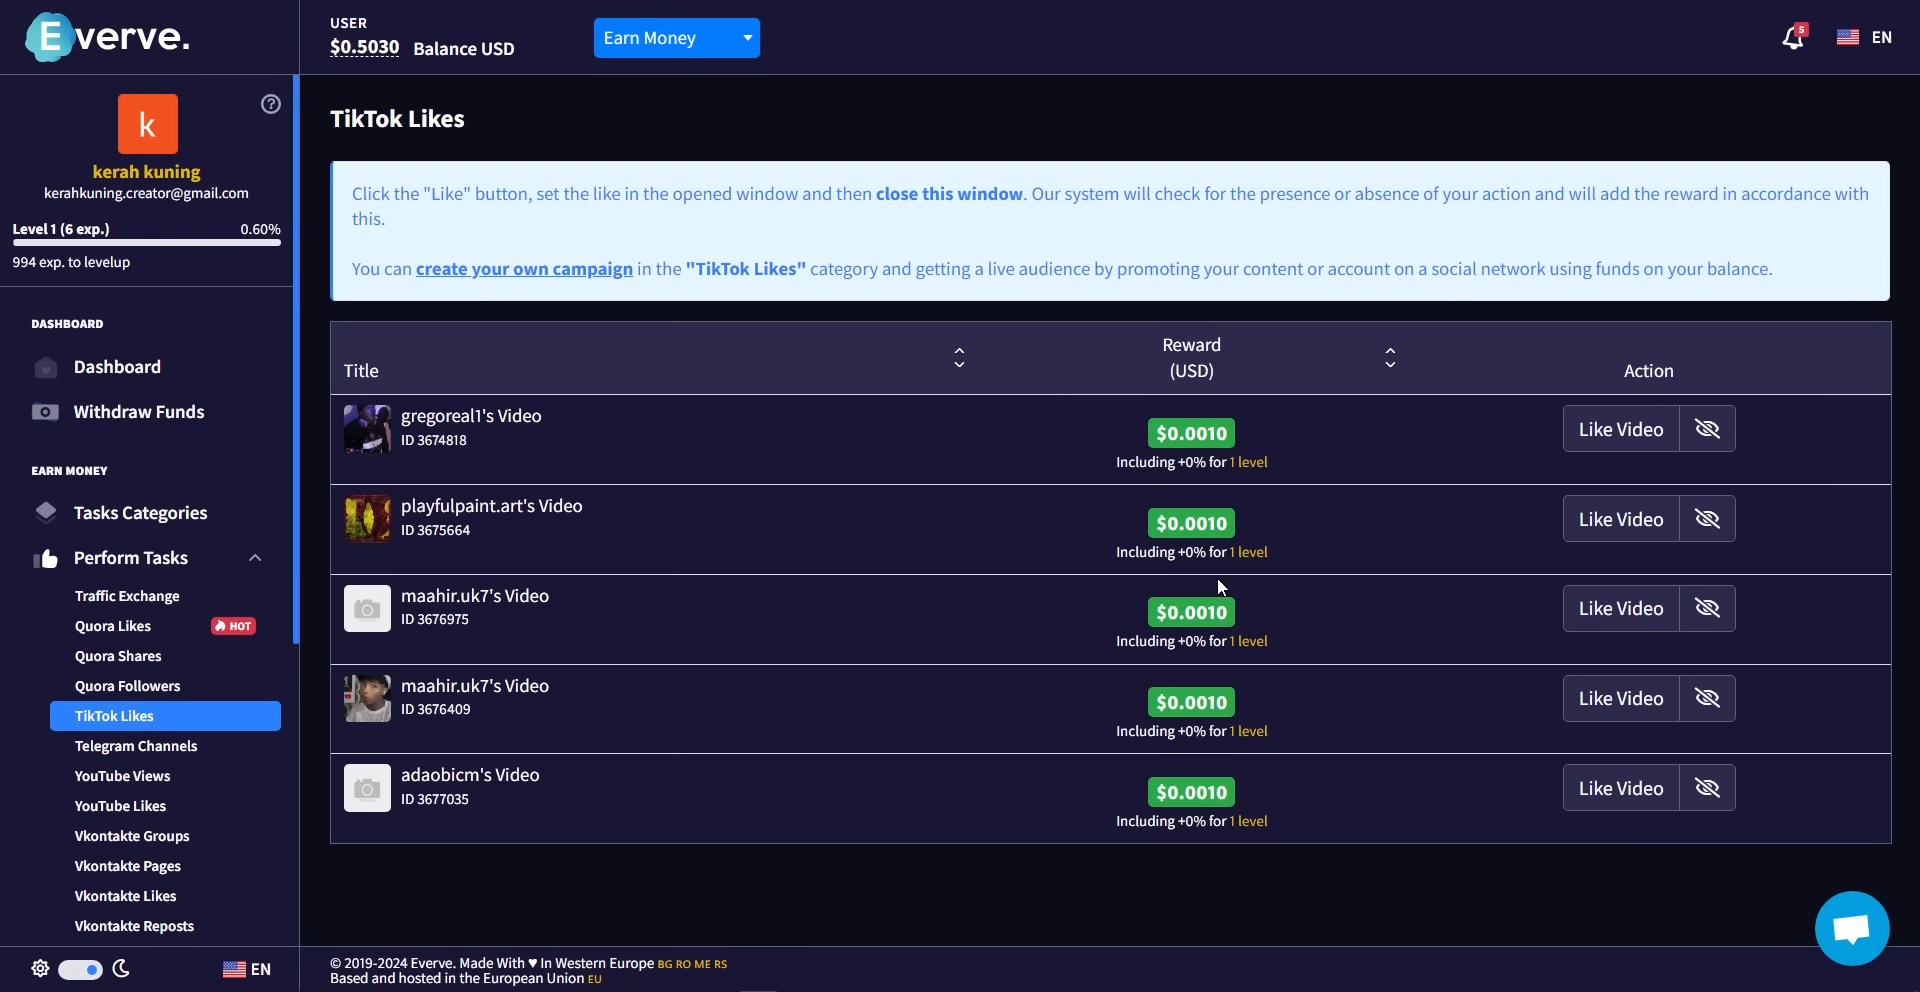 Everve.
USER
$0.5030 Balance USD
Earn Money
5
EN
k
kerah kuning
kerahkuning.creator@gmail.com
Level 1 (6 exp.) 0.60%
994 exp. to levelup
DASHBOARD
Dashboard
Withdraw Funds
EARN MONEY
Tasks Categories
Perform Tasks
Traffic Exchange
Quora Likes HOT
Quora Shares
Quora Followers
TikTok Likes
Telegram Channels
YouTube Views
YouTube Likes
Vkontakte Groups
Vkontakte Pages
Vkontakte Likes
Vkontakte Reposts
EN
TikTok Likes
Click the "Like" button, set the like in the opened window and then close this window. Our system will check for the presence or absence of your action and will add the reward in accordance with
this.
You can create your own campaign in the "TikTok Likes" category and getting a live audience by promoting your content or account on a social network using funds on your balance.
Title
Reward
(USD)
Action
gregoreal1's Video
ID 3674818
$0.0010
Including +0% for 1 level
Like Video
playfulpaint.art's Video
ID 3675664
$0.0010
Including +0% for 1 level
Like Video
maahir.uk7's Video
ID 3676975
$0.0010
Including +0% for 1 level
Like Video
maahir.uk7's Video
ID 3676409
$0.0010
Including +0% for 1 level
Like Video
adaobicm's Video
ID 3677035
$0.0010
Including +0% for 1 level
Like Video
© 2019-2024 Everve. Made With ♥ In Western Europe BG RO ME RS
Based and hosted in the European Union EU